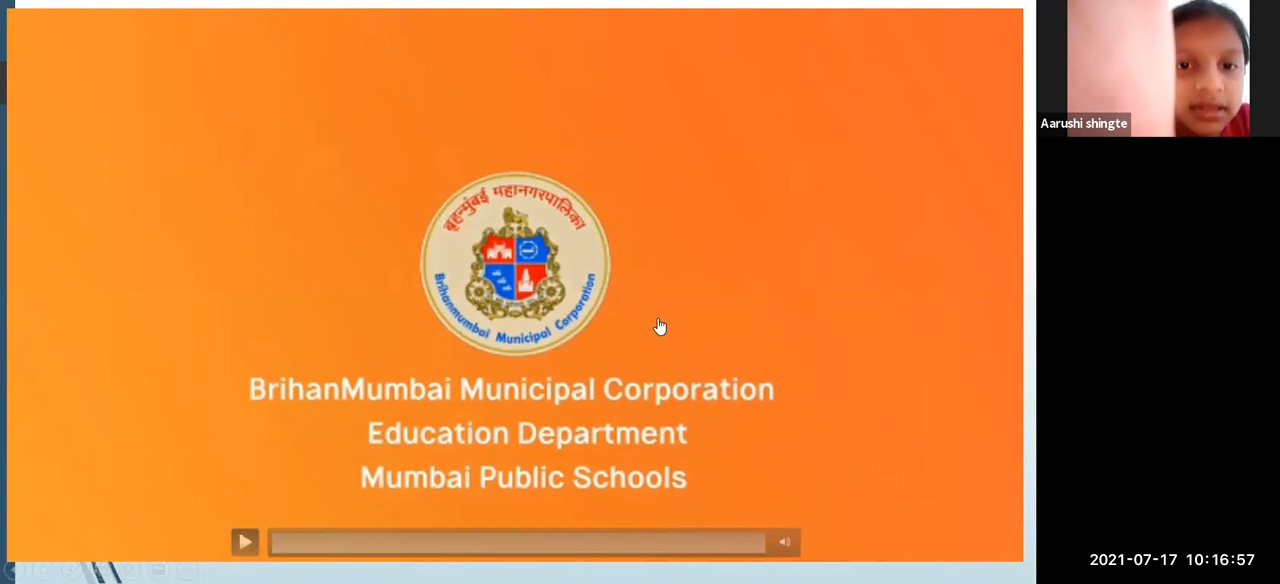 बृहन्मुंबई महानगरपालिका
Brihanmumbai Municipal Corporation
BrihanMumbai Municipal Corporation
Education Department
Mumbai Public Schools
Aarushi shingte
2021-07-17 10:16:57